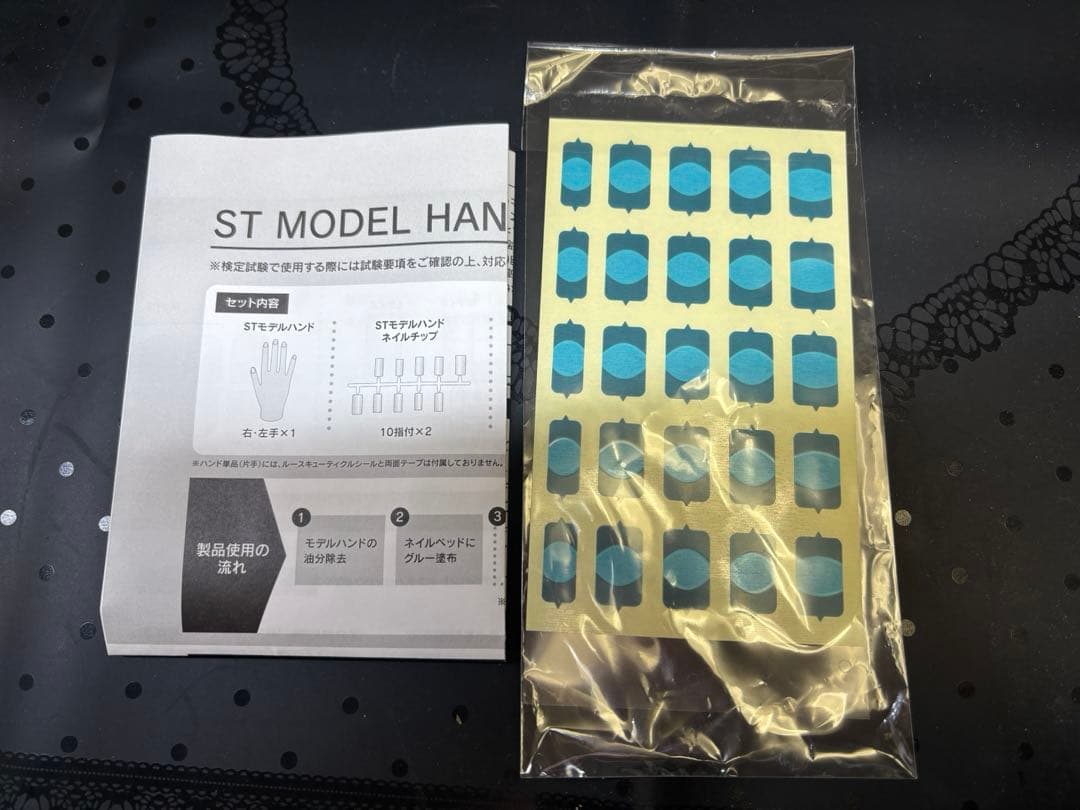 ST MODEL HAN
※検定試験で使用する際には試験要項をご確認の上、対応
セット内容
STモデルハンド
右・左手×1
STモデルハンド
ネイルチップ
10指付×2
※ハンド単品(片手)には、ルースキューティクルシールと両面テープは付属しておりません。
製品使用の
流れ
1
モデルハンドの
油分除去
2
ネイルベッドに
グルー塗布
3
※